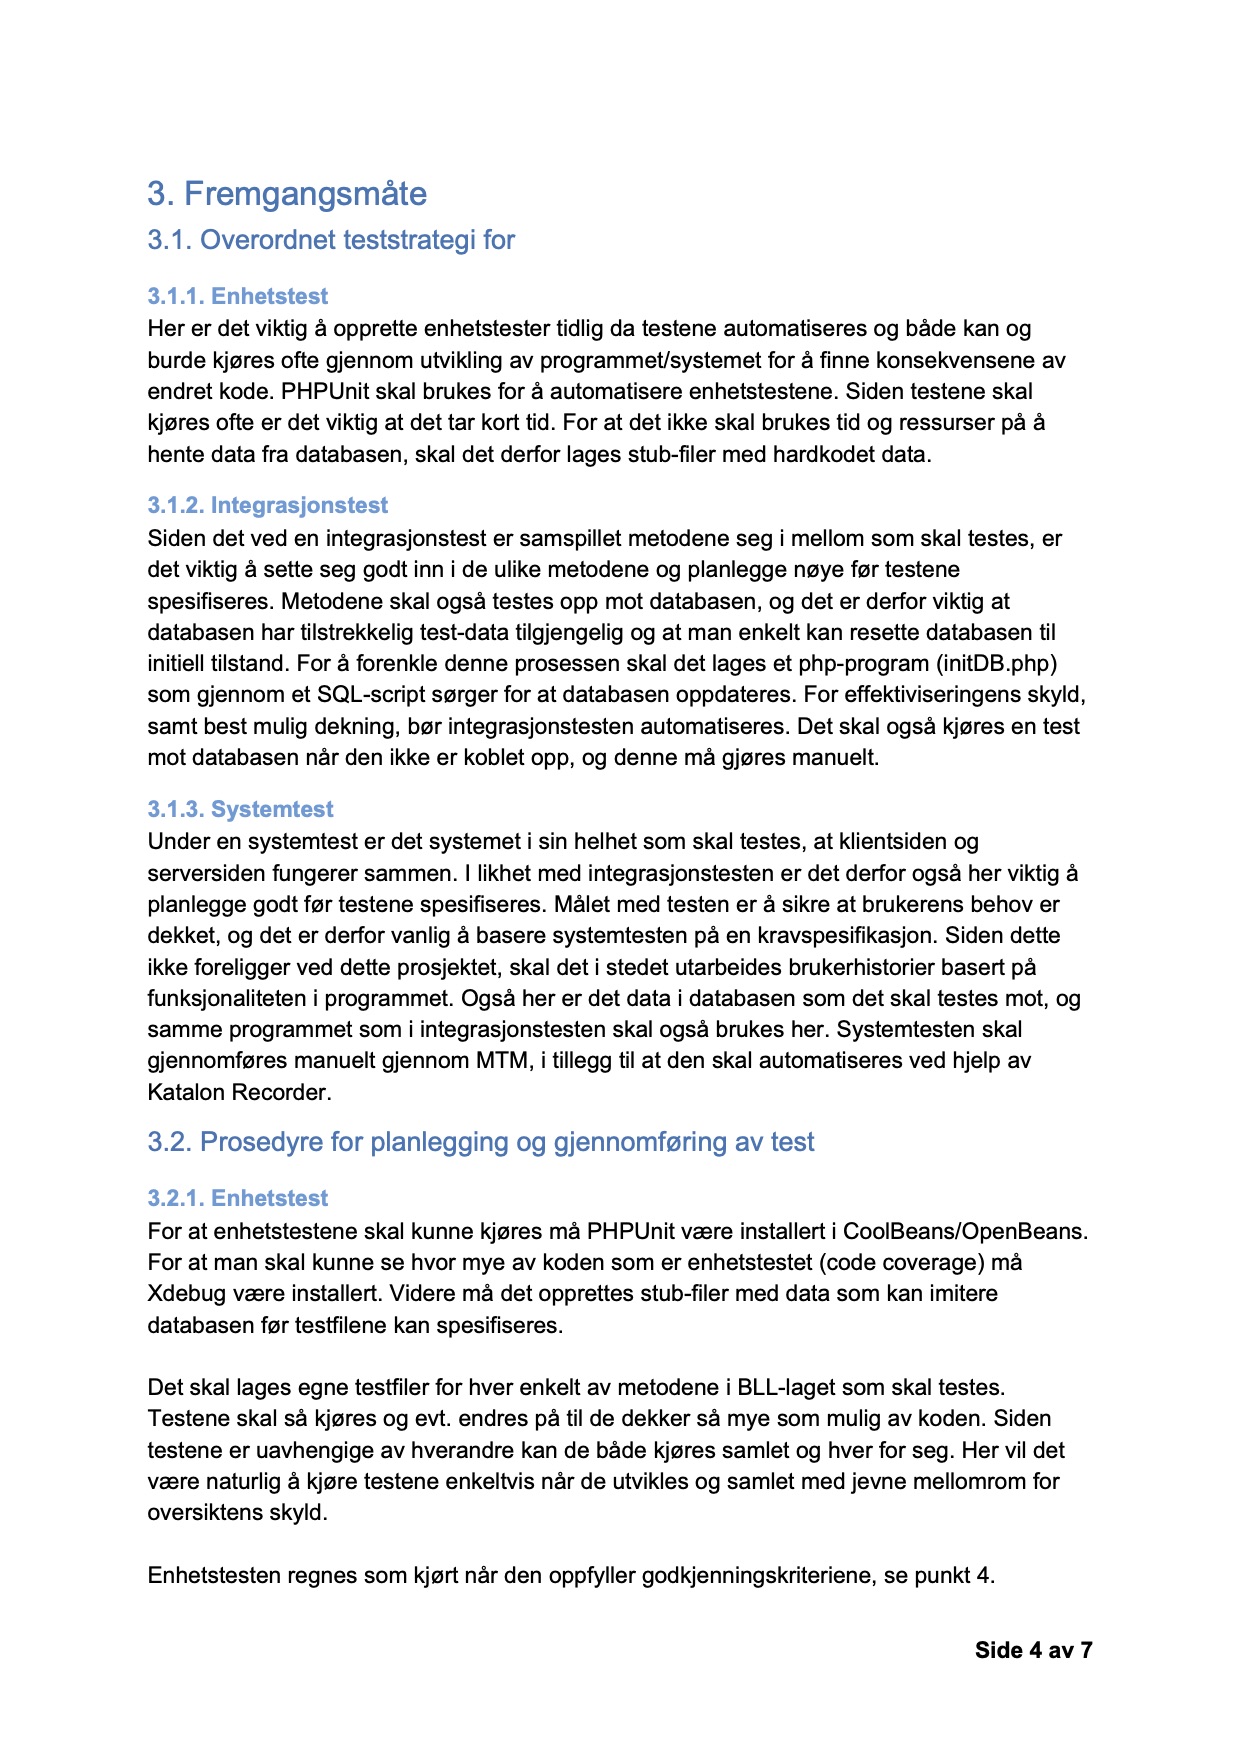 3. Fremgangsmåte
3.1. Overordnet teststrategi for
3.1.1. Enhetstest
Her er det viktig å opprette enhetstester tidlig da testene automatiseres og både kan og
burde kjøres ofte gjennom utvikling av programmet/systemet for å finne konsekvensene av
endret kode. PHPUnit skal brukes for å automatisere enhetstestene. Siden testene skal
kjøres ofte er det viktig at det tar kort tid. For at det ikke skal brukes tid og ressurser på å
hente data fra databasen, skal det derfor lages stub-filer med hardkodet data.
3.1.2. Integrasjonstest
Siden det ved en integrasjonstest er samspillet metodene seg i mellom som skal testes, er
det viktig å sette seg godt inn i de ulike metodene og planlegge nøye før testene
spesifiseres. Metodene skal også testes opp mot databasen, og det er derfor viktig at
databasen har tilstrekkelig test-data tilgjengelig og at man enkelt kan resette databasen til
initiell tilstand. For å forenkle denne prosessen skal det lages et php-program (initDB.php)
som gjennom et SQL-script sørger for at databasen oppdateres. For effektiviseringens skyld,
samt best mulig dekning, bør integrasjonstesten automatiseres. Det skal også kjøres en test
mot databasen når den ikke er koblet opp, og denne må gjøres manuelt.
3.1.3. Systemtest
Under en systemtest er det systemet i sin helhet som skal testes, at klientsiden og
serversiden fungerer sammen. I likhet med integrasjonstesten er det derfor også her viktig å
planlegge godt før testene spesifiseres. Målet med testen er å sikre at brukerens behov er
dekket, og det er derfor vanlig å basere systemtesten på en kravspesifikasjon. Siden dette
ikke foreligger ved dette prosjektet, skal det i stedet utarbeides brukerhistorier basert på
funksjonaliteten i programmet. Også her er det data i databasen som det skal testes mot, og
samme programmet som i integrasjonstesten skal også brukes her. Systemtesten skal
gjennomføres manuelt gjennom MTM, i tillegg til at den skal automatiseres ved hjelp av
Katalon Recorder.
3.2. Prosedyre for planlegging og gjennomføring av test
3.2.1. Enhetstest
For at enhetstestene skal kunne kjøres må PHPUnit være installert i CoolBeans/OpenBeans.
For at man skal kunne se hvor mye av koden som er enhetstestet (code coverage) må
Xdebug være installert. Videre må det opprettes stub-filer med data som kan imitere
databasen før testfilene kan spesifiseres.
Det skal lages egne testfiler for hver enkelt av metodene i BLL-laget som skal testes.
Testene skal så kjøres og evt. endres på til de dekker så mye som mulig av koden. Siden
testene er uavhengige av hverandre kan de både kjøres samlet og hver for seg. Her vil det
være naturlig å kjøre testene enkeltvis når de utvikles og samlet med jevne mellomrom for
oversiktens skyld.
Enhetstesten regnes som kjørt når den oppfyller godkjenningskriteriene, se punkt 4.
Side 4 av 7